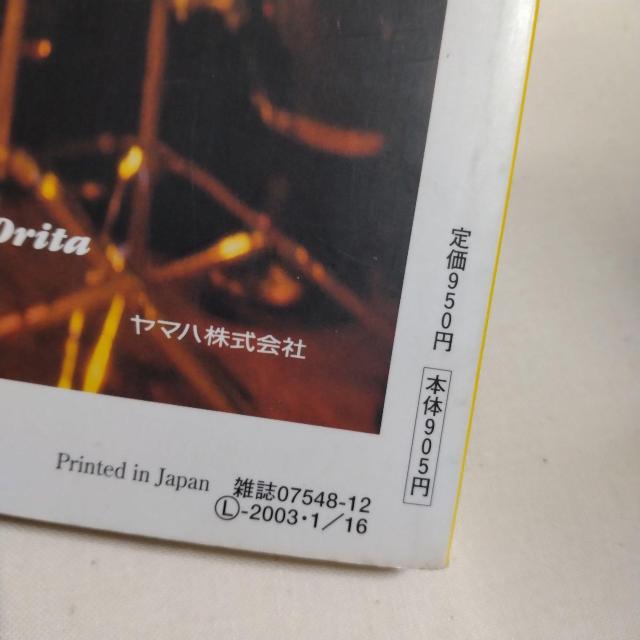 Orita
ヤマハ株式会社
定価950円
本体905円
Printed in Japan
雑誌07548-12
Ⓛ-2003・1/16